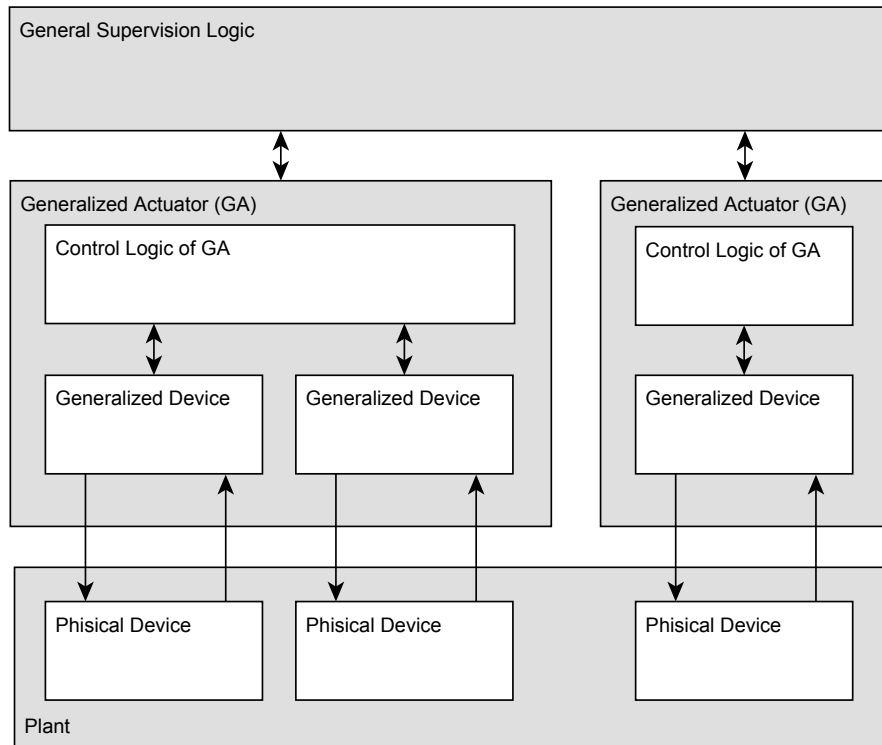 General Supervision Logic
Generalized Actuator (GA)
Generalized Actuator (GA)
Control Logic of GA
Control Logic of GA
Generalized Device
Generalized Device
Generalized Device
Phisical Device
Phisical Device
Phisical Device
Plant